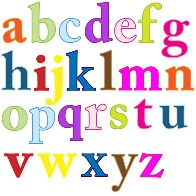 abcdefg
hijklmn
opqrstu
vwxyz